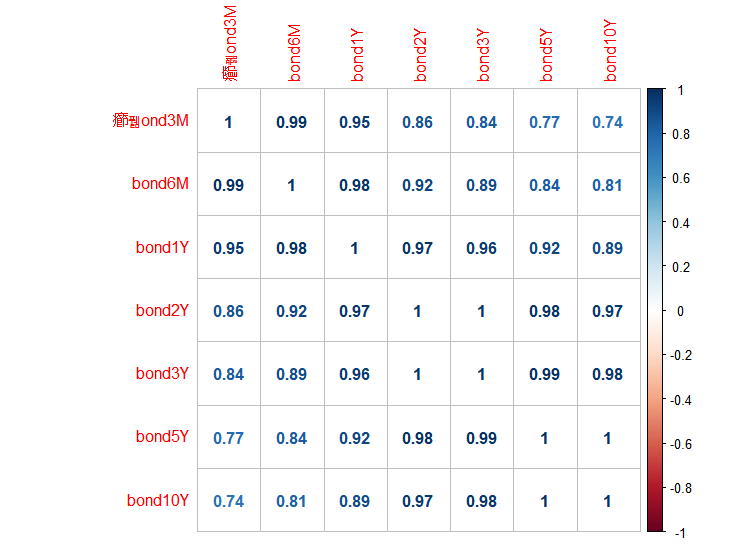 癤퓀ond3M bond6M bond1Y bond2Y bond3Y bond5Y bond10Y
癤퓀ond3M 1 0.99 0.95 0.86 0.84 0.77 0.74
bond6M 0.99 1 0.98 0.92 0.89 0.84 0.81
bond1Y 0.95 0.98 1 0.97 0.96 0.92 0.89
bond2Y 0.86 0.92 0.97 1 1 0.98 0.97
bond3Y 0.84 0.89 0.96 1 1 0.99 0.98
bond5Y 0.77 0.84 0.92 0.98 0.99 1 1
bond10Y 0.74 0.81 0.89 0.97 0.98 1 1
1
0.8
0.6
0.4
0.2
0
-0.2
-0.4
-0.6
-0.8
-1